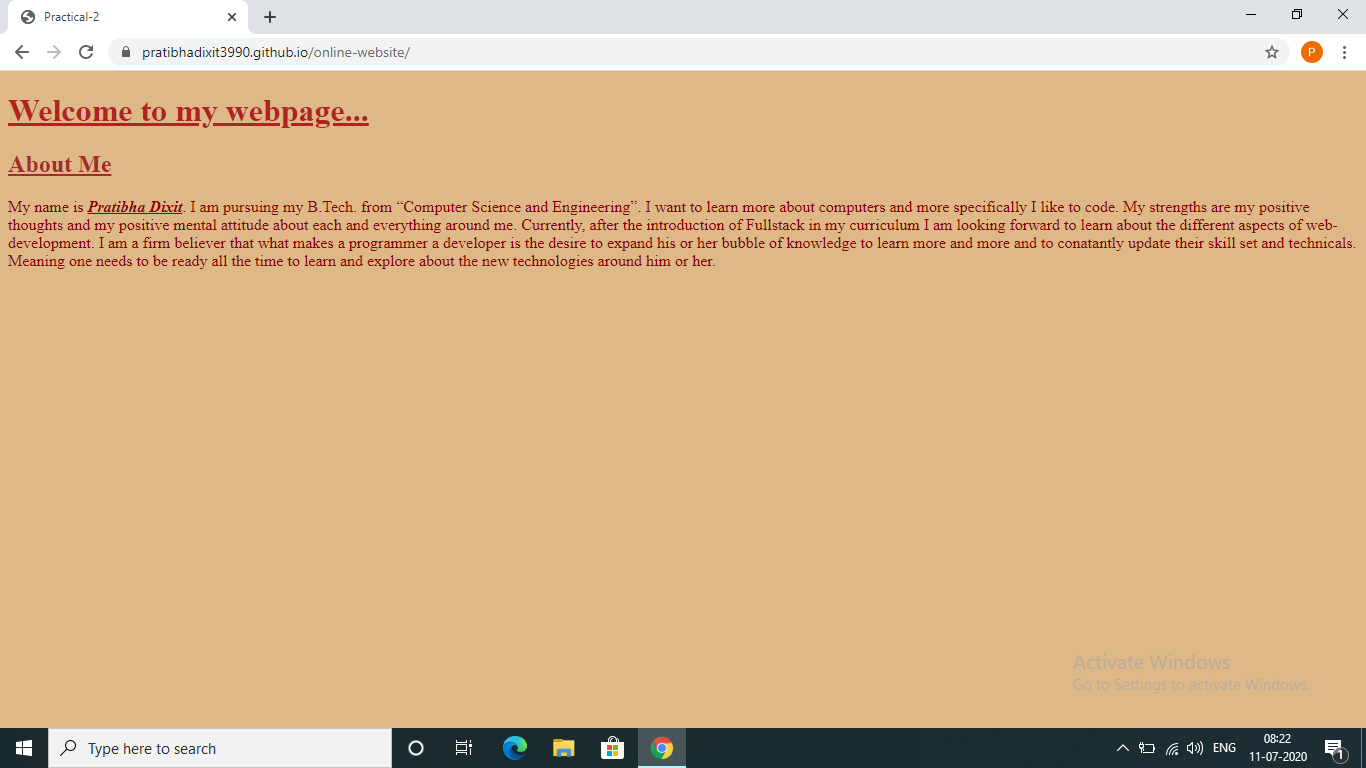 Practical-2
pratibhadixit3990.github.io/online-website/
P
Welcome to my webpage...
About Me
My name is Pratibha Dixit. I am pursuing my B.Tech. from “Computer Science and Engineering”. I want to learn more about computers and more specifically I like to code. My strengths are my positive
thoughts and my positive mental attitude about each and everything around me. Currently, after the introduction of Fullstack in my curriculum I am looking forward to learn about the different aspects of web-
development. I am a firm believer that what makes a programmer a developer is the desire to expand his or her bubble of knowledge to learn more and more and to conatantly update their skill set and technicals.
Meaning one needs to be ready all the time to learn and explore about the new technologies around him or her.
Activate Windows
Go to Settings to activate Windows.
Type here to search
ENG
08:22
11-07-2020
1